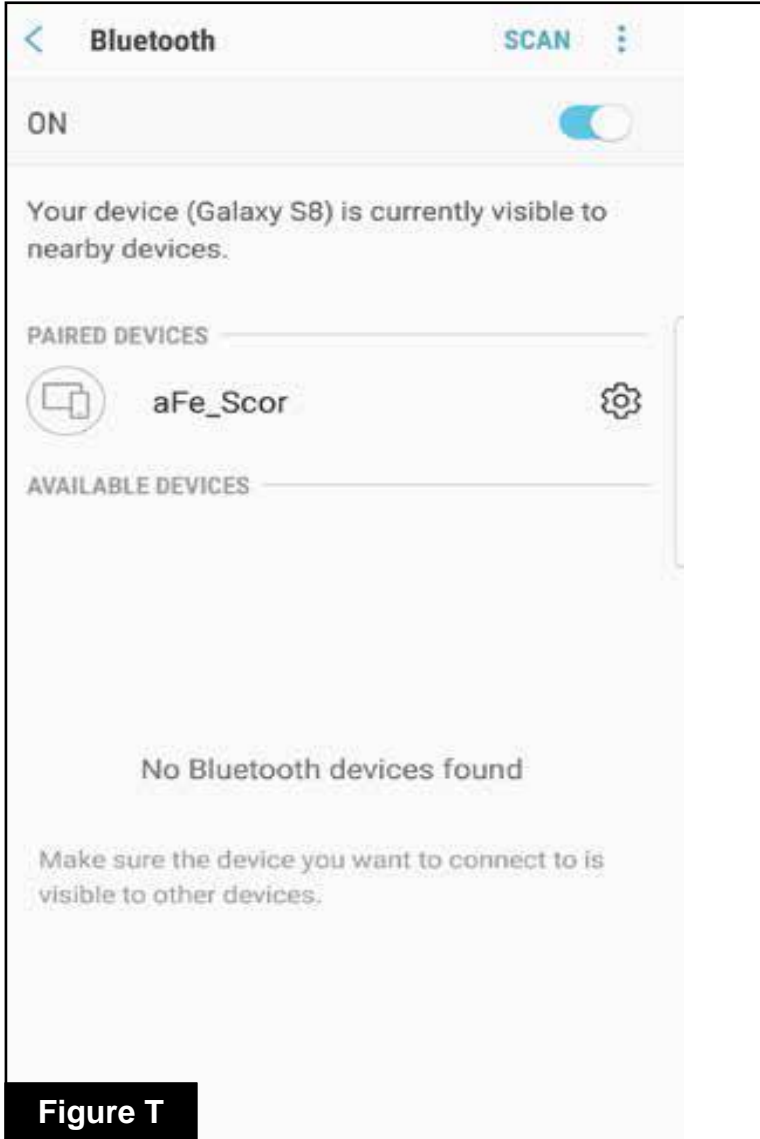 Bluetooth SCAN
ON
Your device (Galaxy S8) is currently visible to
nearby devices.
PAIRED DEVICES
aFe_Scor
AVAILABLE DEVICES
No Bluetooth devices found
Make sure the device you want to connect to is
visible to other devices.
Figure T